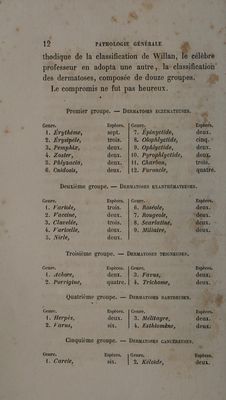 12 PATHOLOGIE GÉNÉRALE
thodique de la classification de Willan, le célèbre
professeur en adopta une autre, la classification
des dermatoses, composée de douze groupes.
Le compromis ne fut pas heureux.
Premier groupe. — DERMATOSES ECZÉMATEUSES.
Genre. Espèces. Genre. Espèces.
1. Érythème, sept. 7. Épinyctide, deux.
2. Érysipèle, trois. 8. Olophlyctide, cinq.
3. Pemphix, deux. 9. Ophlyctide, deux.
4. Zoster, deux. 10. Pyrophlyctide, deux.
5. Phlyzacia, deux. 11. Charbon, trois.
6. Cnidosis, deux. 12. Furoncle, quatre.
Deuxième groupe. — DERMATOSES EXANTHÉMATEUSES.
Genre. Espèces. Genre. Espèces.
1. Variole, trois. 6. Roséole, deux.
2. Vaccine, deux. 7. Rougeole, deux.
3. Clavelée, trois. 8. Scarlatine, deux.
4. Varicelle, deux. 9. Miliaire, deux.
5. Nirle, deux.
Troisième groupe. — DERMATOSES TEIGNEUSES.
Genre. Espèces. Genre. Espèces.
1. Achore, deux. 3. Favus, deux.
2. Porrigine, quatre. 4. Trichoma, deux.
Quatrième groupe. — DERMATOSES DARTREUSES.
1. Herpès, deux. 3. Mélitagre, deux.
2. Varus, six. 4. Esthiomène, deux.
Cinquième groupe. — DERMATOSES CANCÉREUSES.
Genre. Espèces. Genre. Espèces.
1. Carcle, six. 2. Kéloïde, deux.